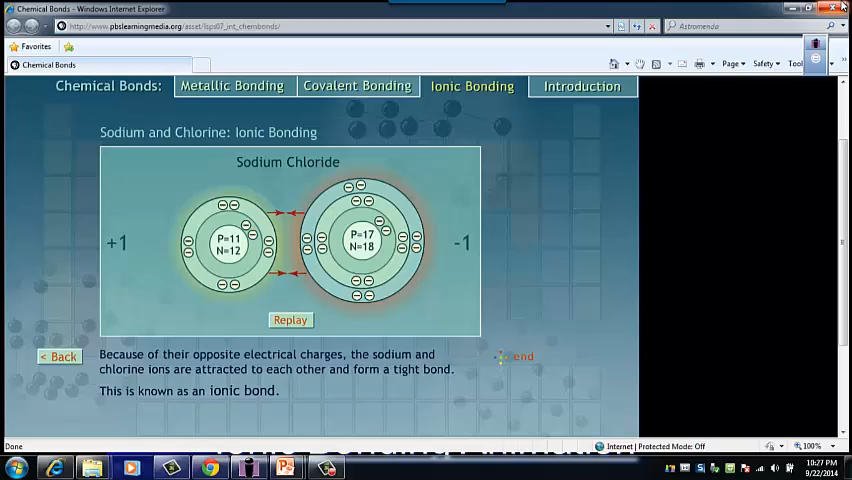 Chemical Bonds - Windows Internet Explorer
http://www.pbslearningmedia.org/asset/lsps07_int_chembonds/
Astromenda
Favorites
Chemical Bonds
Page
Safety
Chemical Bonds: Metallic Bonding Covalent Bonding Ionic Bonding Introduction
Sodium and Chlorine: Ionic Bonding
Sodium Chloride
+1
P=11
N=12
P=17
N=18
-1
Replay
< Back
Because of their opposite electrical charges, the sodium and
chlorine ions are attracted to each other and form a tight bond.
This is known as an ionic bond.
end
Done
Internet | Protected Mode: Off
100%
10:27 PM
9/22/2014